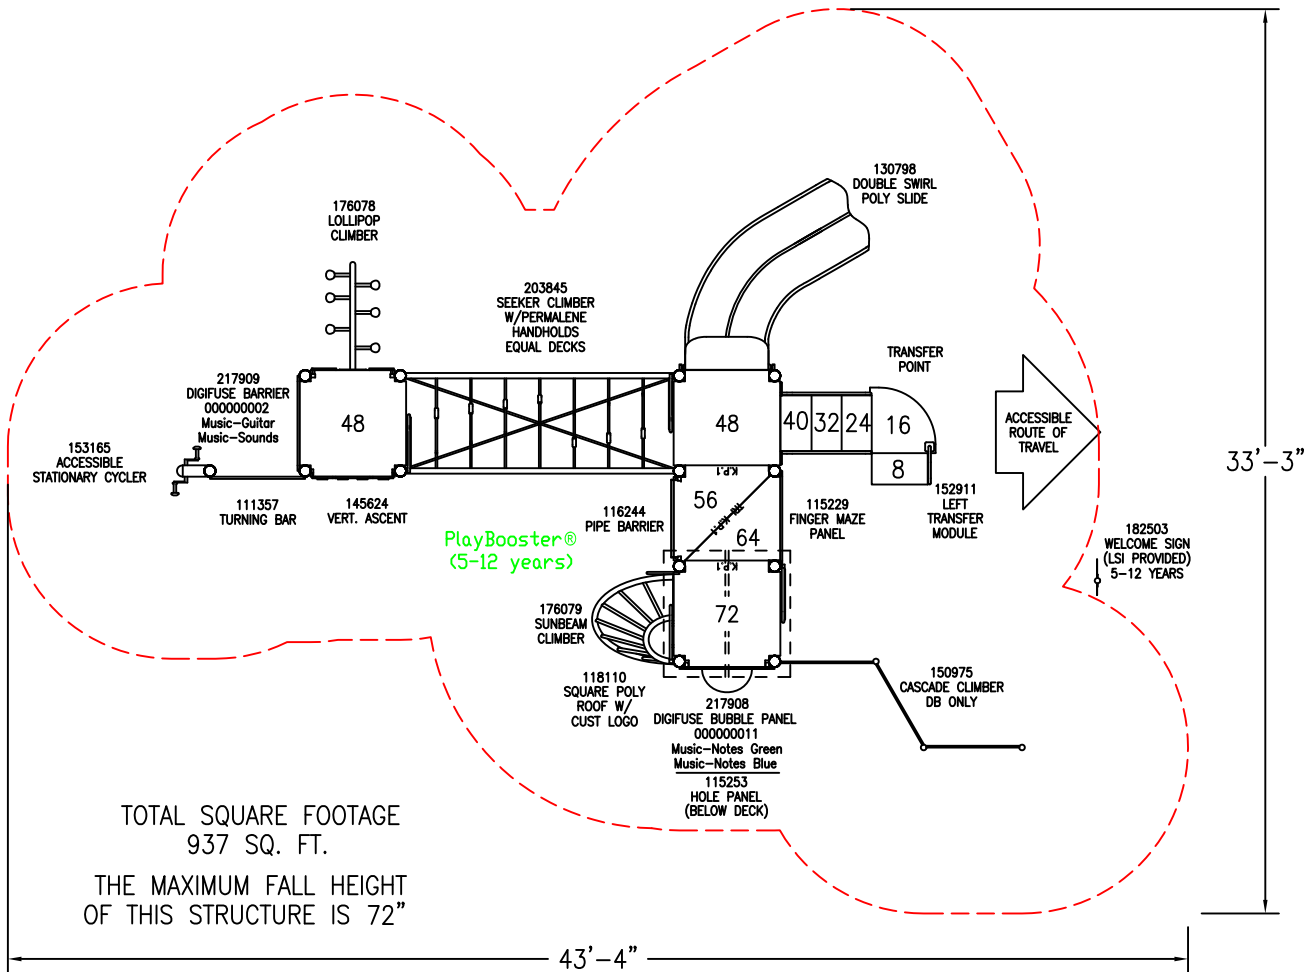 130798
DOUBLE SWIRL
POLY SLIDE
176078
LOLLIPOP
CLIMBER
203845
SEEKER CLIMBER
W/PERMALENE
HANDHOLDS
EQUAL DECKS
TRANSFER
POINT
217909
DIGIFUSE BARRIER
000000002
Music-Guitar
Music-Sounds
48
48
40
32
24
16
8
ACCESSIBLE
ROUTE OF
TRAVEL
33'-3"
153165
ACCESSIBLE
STATIONARY CYCLER
111357
TURNING BAR
145624
VERT. ASCENT
116244
PIPE BARRIER
K.P.1
56
TRI K.P.1
64
K.P.1
115229
FINGER MAZE
PANEL
152911
LEFT
TRANSFER
MODULE
182503
WELCOME SIGN
(LSI PROVIDED)
5-12 YEARS
PlayBooster®
(5-12 years)
176079
SUNBEAM
CLIMBER
72
118110
SQUARE POLY
ROOF W/
CUST LOGO
217908
DIGIFUSE BUBBLE PANEL
000000011
Music-Notes Green
Music-Notes Blue
115253
HOLE PANEL
(BELOW DECK)
150975
CASCADE CLIMBER
DB ONLY
TOTAL SQUARE FOOTAGE
937 SQ. FT.
THE MAXIMUM FALL HEIGHT
OF THIS STRUCTURE IS 72"
43'-4"